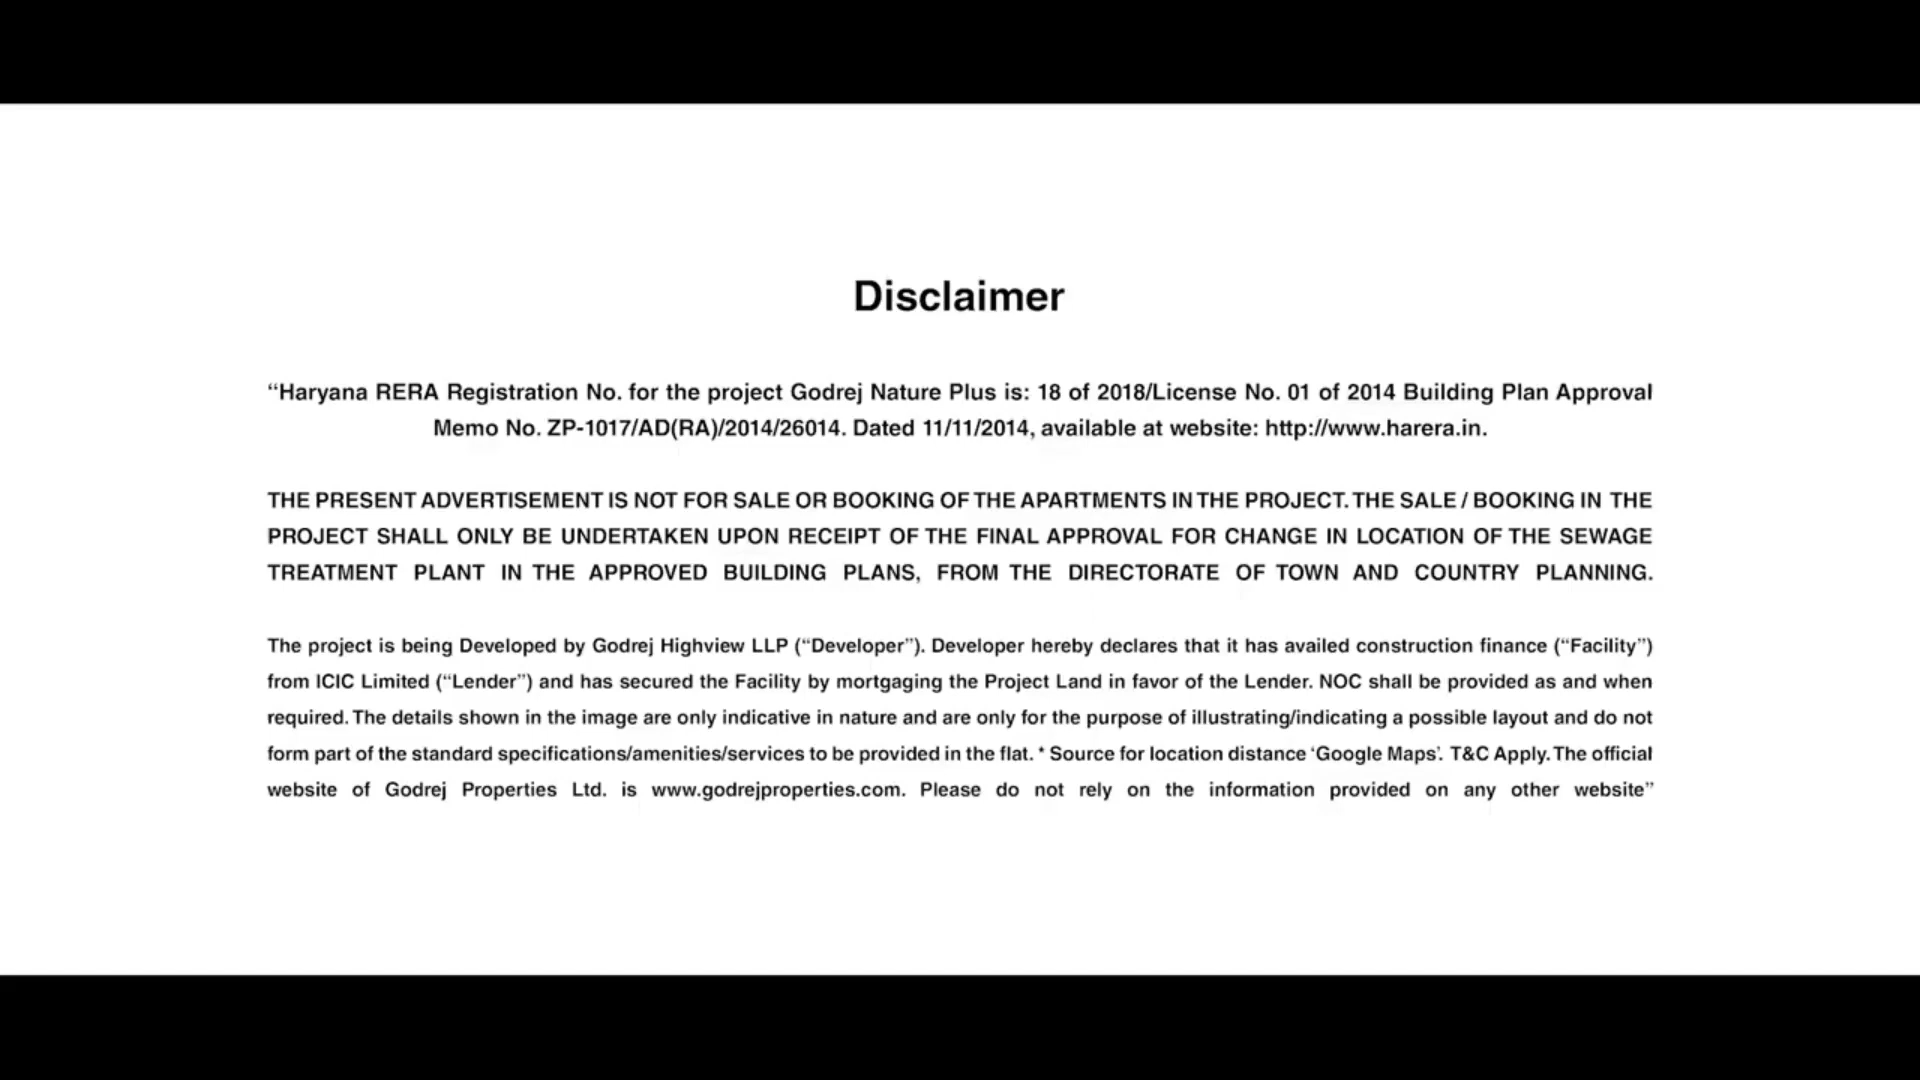 Disclaimer
“Haryana RERA Registration No. for the project Godrej Nature Plus is: 18 of 2018/License No. 01 of 2014 Building Plan Approval
Memo No. ZP-1017/AD(RA)/2014/26014. Dated 11/11/2014, available at website: http://www.harera.in.
THE PRESENT ADVERTISEMENT IS NOT FOR SALE OR BOOKING OF THE APARTMENTS IN THE PROJECT. THE SALE / BOOKING IN THE
PROJECT SHALL ONLY BE UNDERTAKEN UPON RECEIPT OF THE FINAL APPROVAL FOR CHANGE IN LOCATION OF THE SEWAGE
TREATMENT PLANT IN THE APPROVED BUILDING PLANS, FROM THE DIRECTORATE OF TOWN AND COUNTRY PLANNING.
The project is being Developed by Godrej Highview LLP (“Developer”). Developer hereby declares that it has availed construction finance (“Facility”)
from ICIC Limited (“Lender”) and has secured the Facility by mortgaging the Project Land in favor of the Lender. NOC shall be provided as and when
required. The details shown in the image are only indicative in nature and are only for the purpose of illustrating/indicating a possible layout and do not
form part of the standard specifications/amenities/services to be provided in the flat. * Source for location distance ‘Google Maps’. T&C Apply. The official
website of Godrej Properties Ltd. is www.godrejproperties.com. Please do not rely on the information provided on any other website”